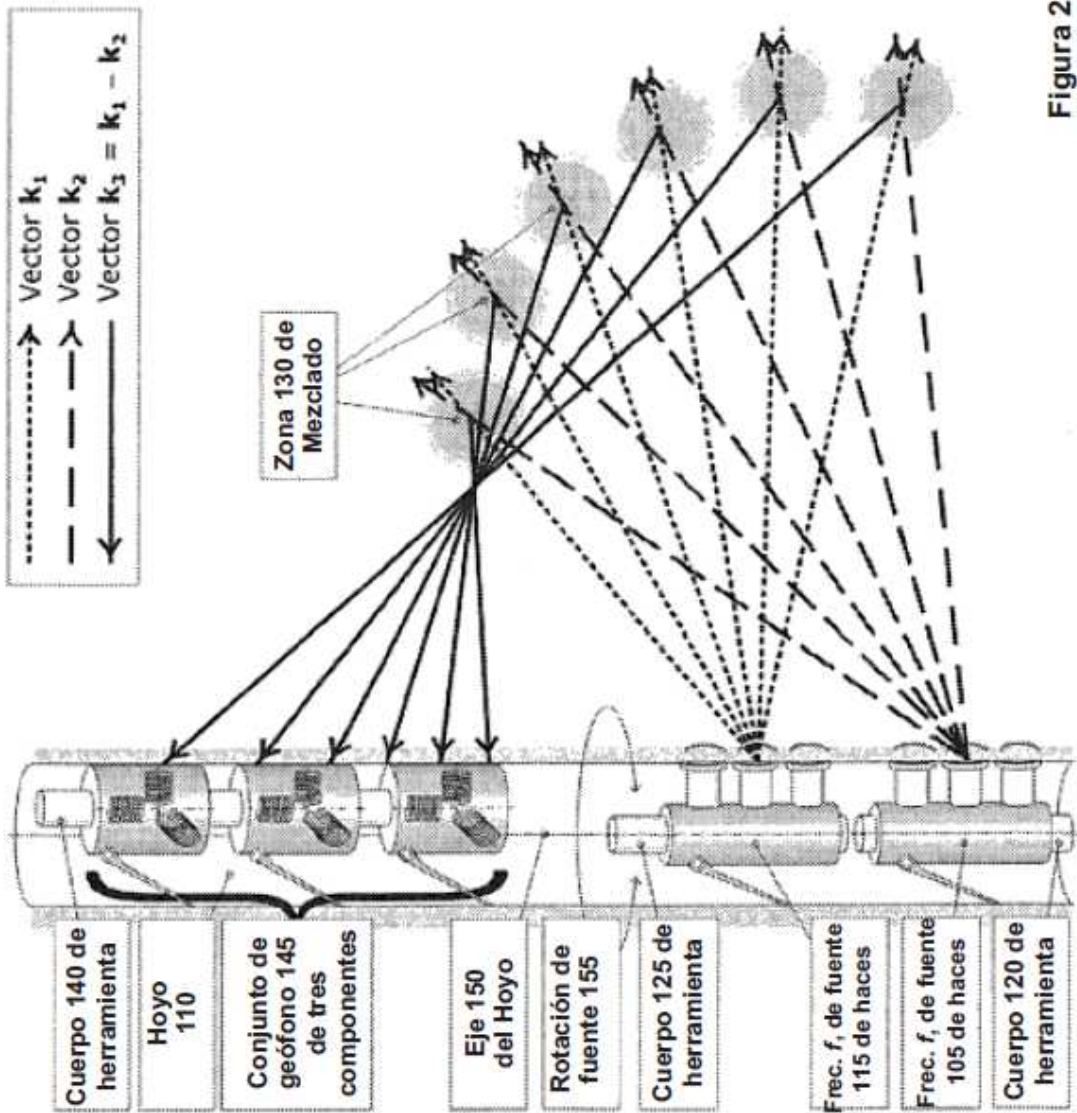 Vector k₁
Vector k₂
Vector k₃ = k₁ − k₂
Zona 130 de
Mezclado
Cuerpo 140 de
herramienta
Hoyo
110
Conjunto de
geófono 145
de tres
componentes
Eje 150
del Hoyo
Rotación de
fuente 155
Cuerpo 125 de
herramienta
Frec. f, de fuente
115 de haces
Frec. f, de fuente
105 de haces
Cuerpo 120 de
herramienta
Figura 2